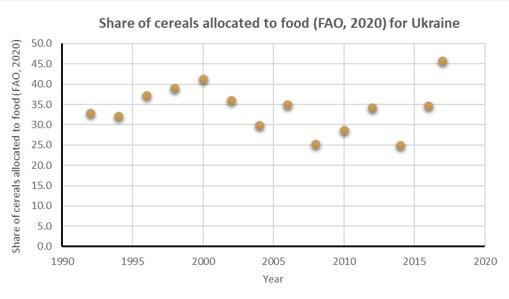 Share of cereals allocated to food (FAO, 2020) for Ukraine
Share of cereals allocated to food (FAO, 2020)
50.0
45.0
40.0
35.0
30.0
25.0
20.0
15.0
10.0
5.0
0.0
1990 1995 2000 2005 2010 2015 2020
Year